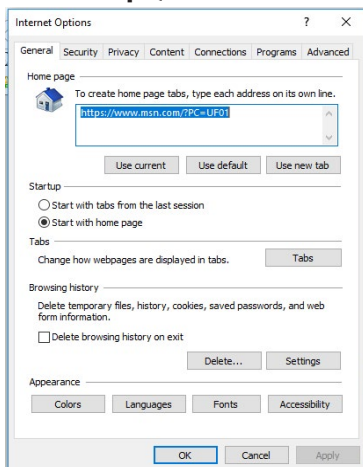 Internet Options
General Security Privacy Content Connections Programs Advanced
Home page
To create home page tabs, type each address on its own line.
https://www.msn.com/?PC=UF01
Use current Use default Use new tab
Startup
Start with tabs from the last session
Start with home page
Tabs
Change how webpages are displayed in tabs. Tabs
Browsing history
Delete temporary files, history, cookies, saved passwords, and web
form information.
Delete browsing history on exit
Delete... Settings
Appearance
Colors Languages Fonts Accessibility
OK Cancel Apply